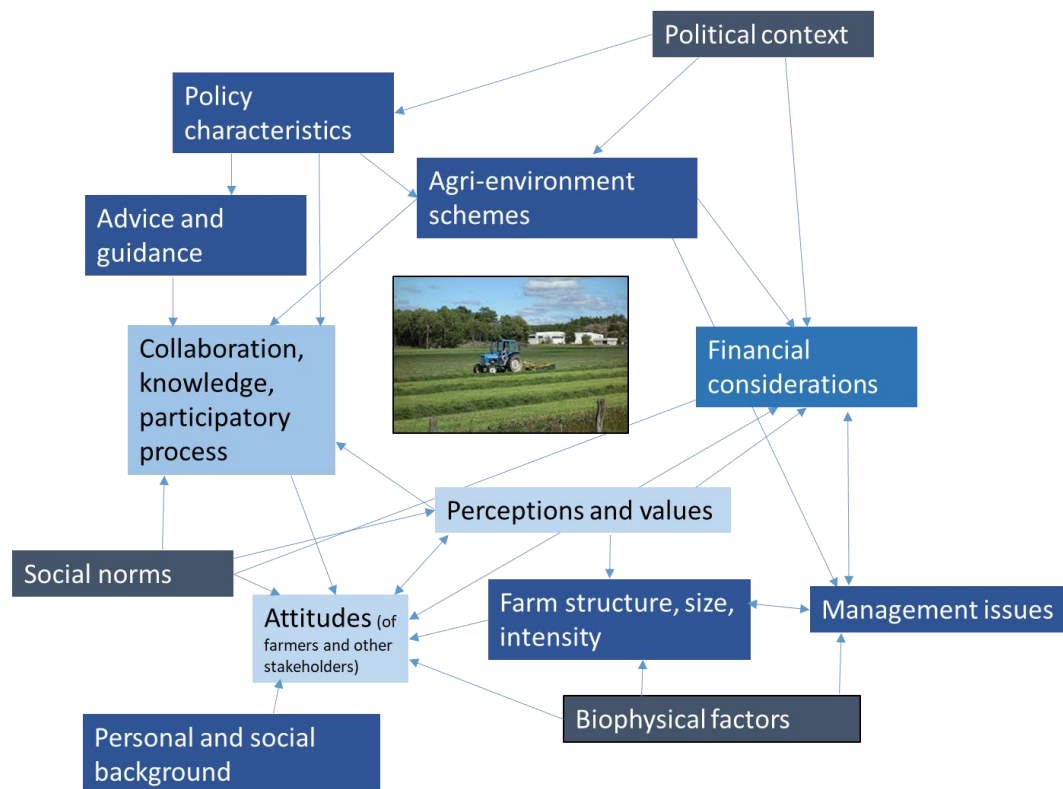 Political context
Policy
characteristics
Agri-environment
schemes
Advice and
guidance
Collaboration,
knowledge,
participatory
process
Financial
considerations
Perceptions and values
Social norms
Attitudes (of
farmers and other
stakeholders)
Farm structure, size,
intensity
Management issues
Biophysical factors
Personal and social
background